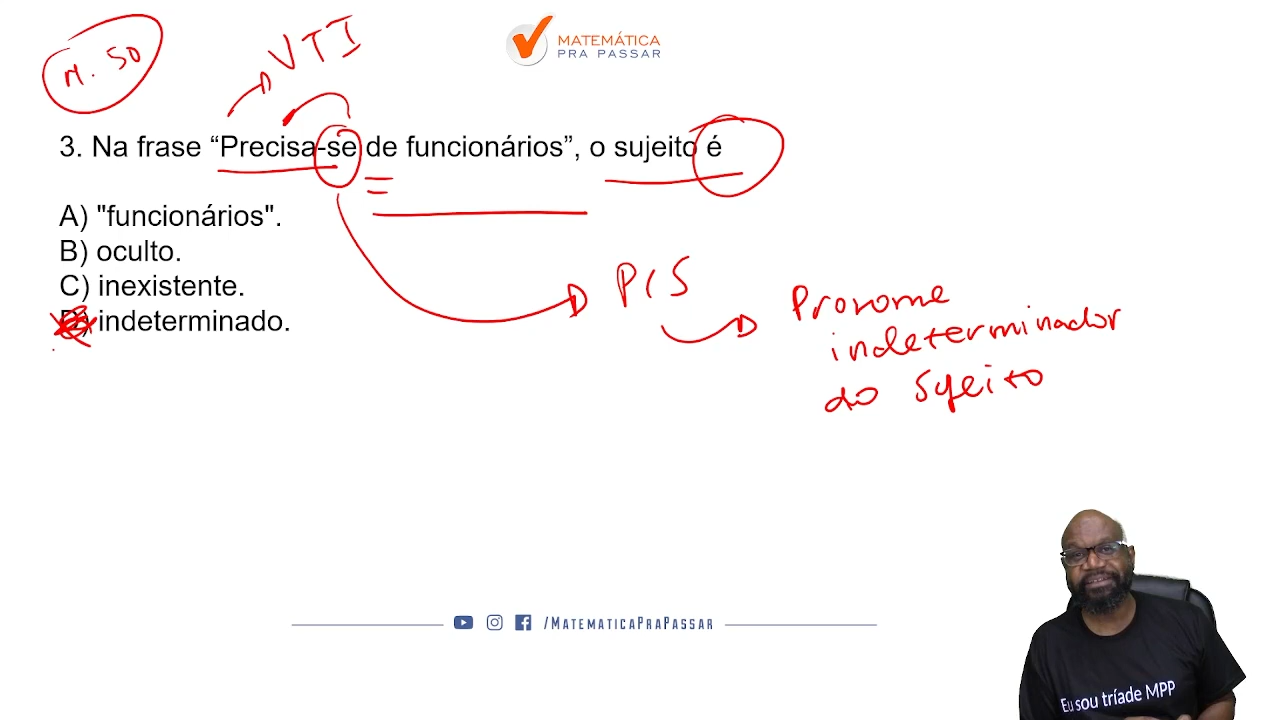 M. SO
VTI
MATEMÁTICA
PRA PASSAR
3. Na frase “Precisa-se de funcionários”, o sujeito é
A) "funcionários".
B) oculto.
C) inexistente.
D) indeterminado.
PIS
Pronome
indeterminador
do Sujeito
/MATEMATICAPRAPASSAR
Eu sou tríade MPP